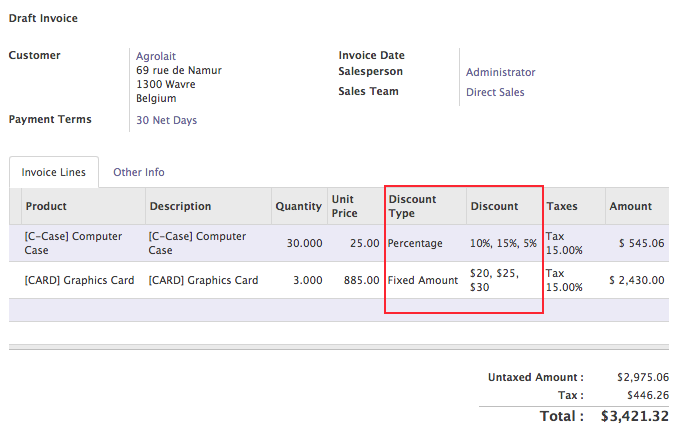 Draft Invoice
Customer
Agrolait
69 rue de Namur
1300 Wavre
Belgium
Payment Terms
30 Net Days
Invoice Date
Salesperson
Administrator
Sales Team
Direct Sales
Invoice Lines Other Info
Product Description Quantity Unit Price Discount Type Discount Taxes Amount
[C-Case] Computer Case [C-Case] Computer Case 30.000 25.00 Percentage 10%, 15%, 5% Tax 15.00% $ 545.06
[CARD] Graphics Card [CARD] Graphics Card 3.000 885.00 Fixed Amount $20, $25, $30 Tax 15.00% $ 2,430.00
Untaxed Amount : $2,975.06
Tax : $446.26
Total : $3,421.32